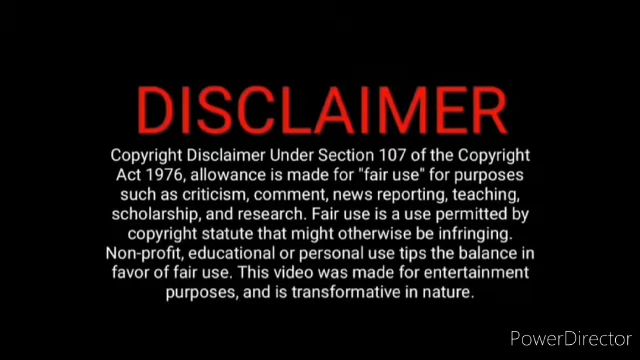 DISCLAIMER
Copyright Disclaimer Under Section 107 of the Copyright
Act 1976, allowance is made for "fair use" for purposes
such as criticism, comment, news reporting, teaching,
scholarship, and research. Fair use is a use permitted by
copyright statute that might otherwise be infringing.
Non-profit, educational or personal use tips the balance in
favor of fair use. This video was made for entertainment
purposes, and is transformative in nature.
PowerDirector